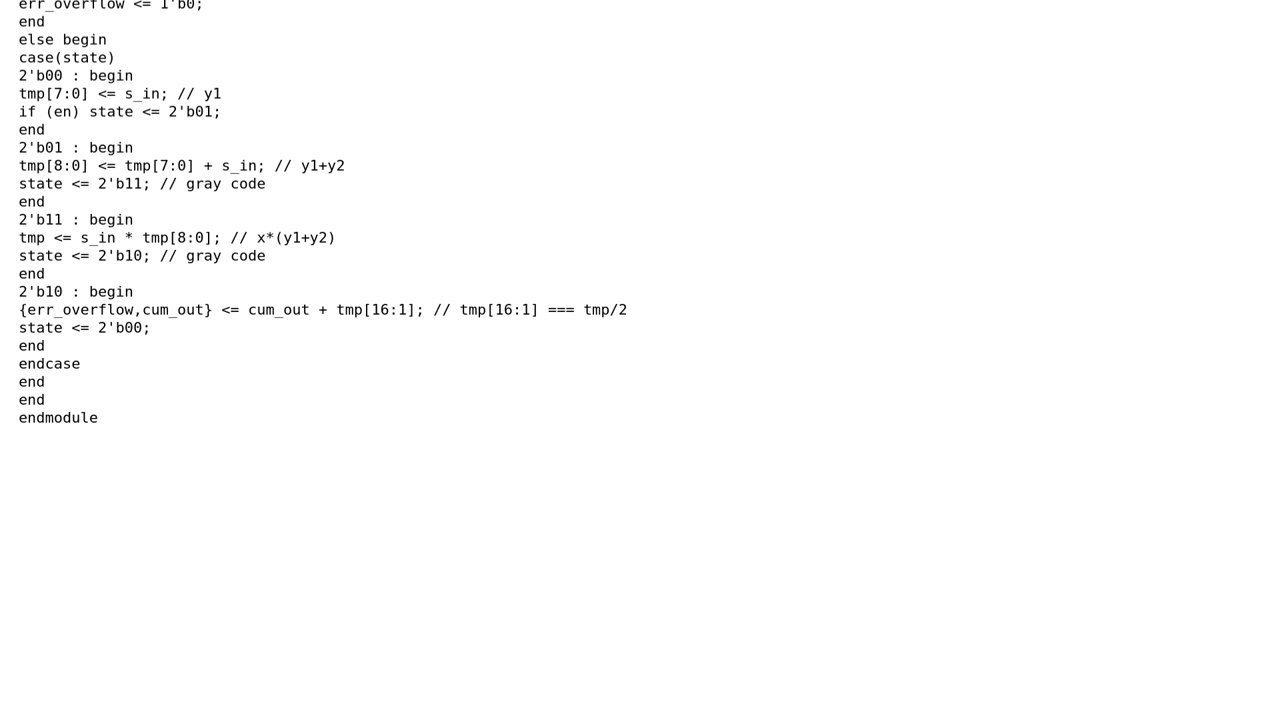 err_overflow <= 1'b0;
end
else begin
case(state)
2'b00 : begin
tmp[7:0] <= s_in; // y1
if (en) state <= 2'b01;
end
2'b01 : begin
tmp[8:0] <= tmp[7:0] + s_in; // y1+y2
state <= 2'b11; // gray code
end
2'b11 : begin
tmp <= s_in * tmp[8:0]; // x*(y1+y2)
state <= 2'b10; // gray code
end
2'b10 : begin
{err_overflow,cum_out} <= cum_out + tmp[16:1]; // tmp[16:1] === tmp/2
state <= 2'b00;
end
endcase
end
end
endmodule